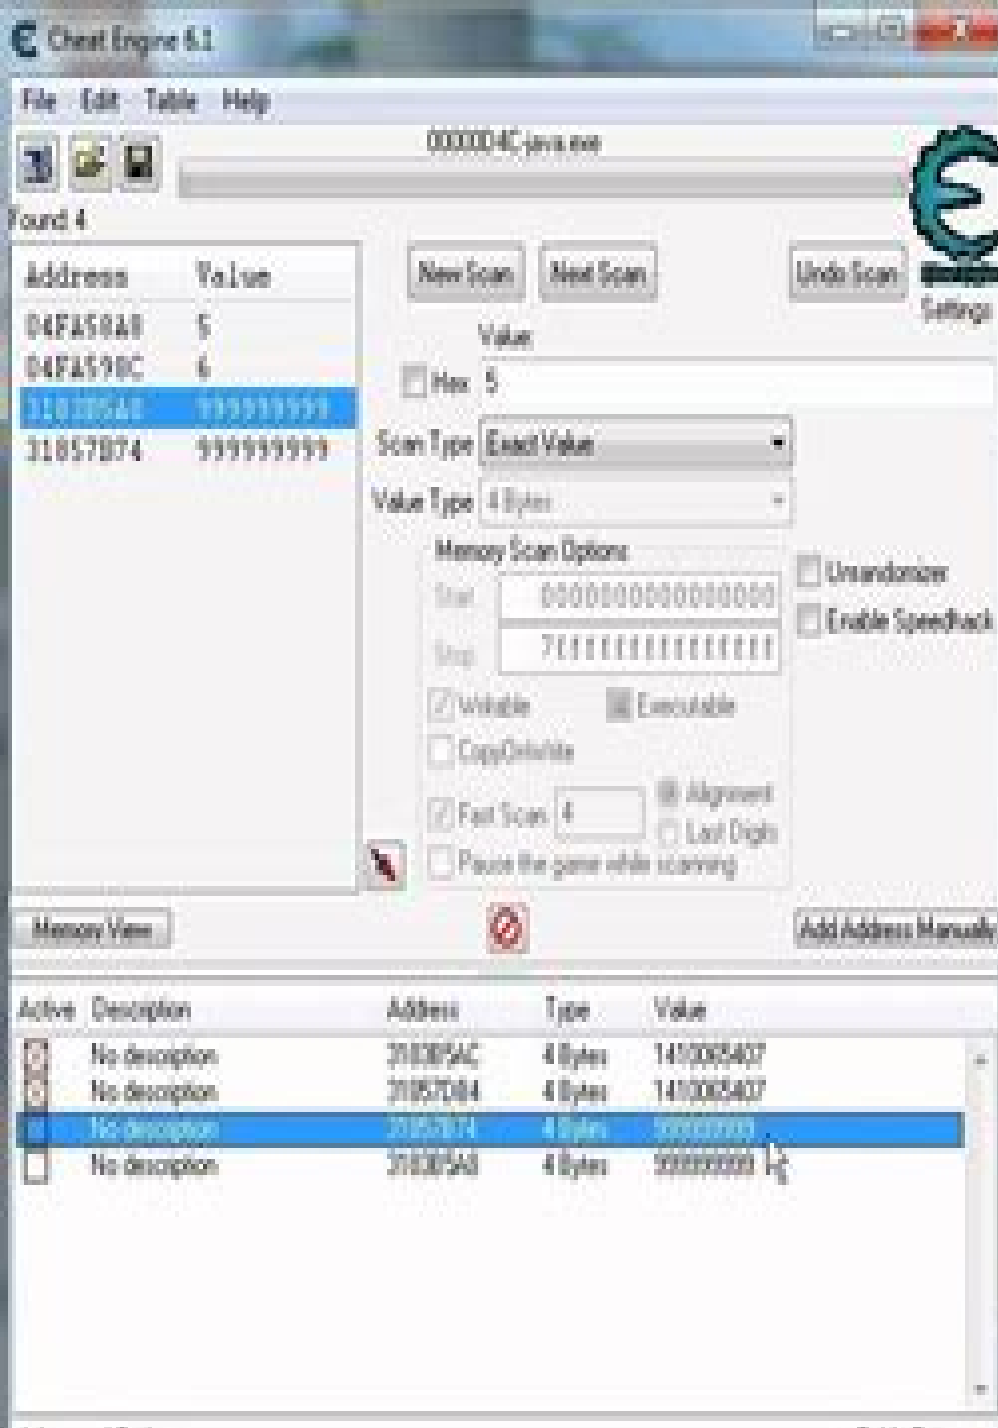 Cheat Engine 6.1
File Edit Table Help
0000004C-java.exe
Found: 4
Address Value
04FA58A8 5
04FA590C 6
999999999
31857B74 999999999
New Scan Next Scan Undo Scan
Settings
Value:
Hex 5
Scan Type Exact Value
Value Type 4 Bytes
Memory Scan Options
Start 0000000000000000
Stop 7fffffffffffffff
Writable Executable
CopyOnWrite
Fast Scan 4 Alignment
Last Digits
Pause the game while scanning
Unrandomizer
Enable Speedhack
Memory View Add Address Manually
Active Description Address Type Value
No description 4 Bytes 1410065407
No description 4 Bytes 1410065407
No description 31857B74 4 Bytes 999999999
No description 4 Bytes 999999999